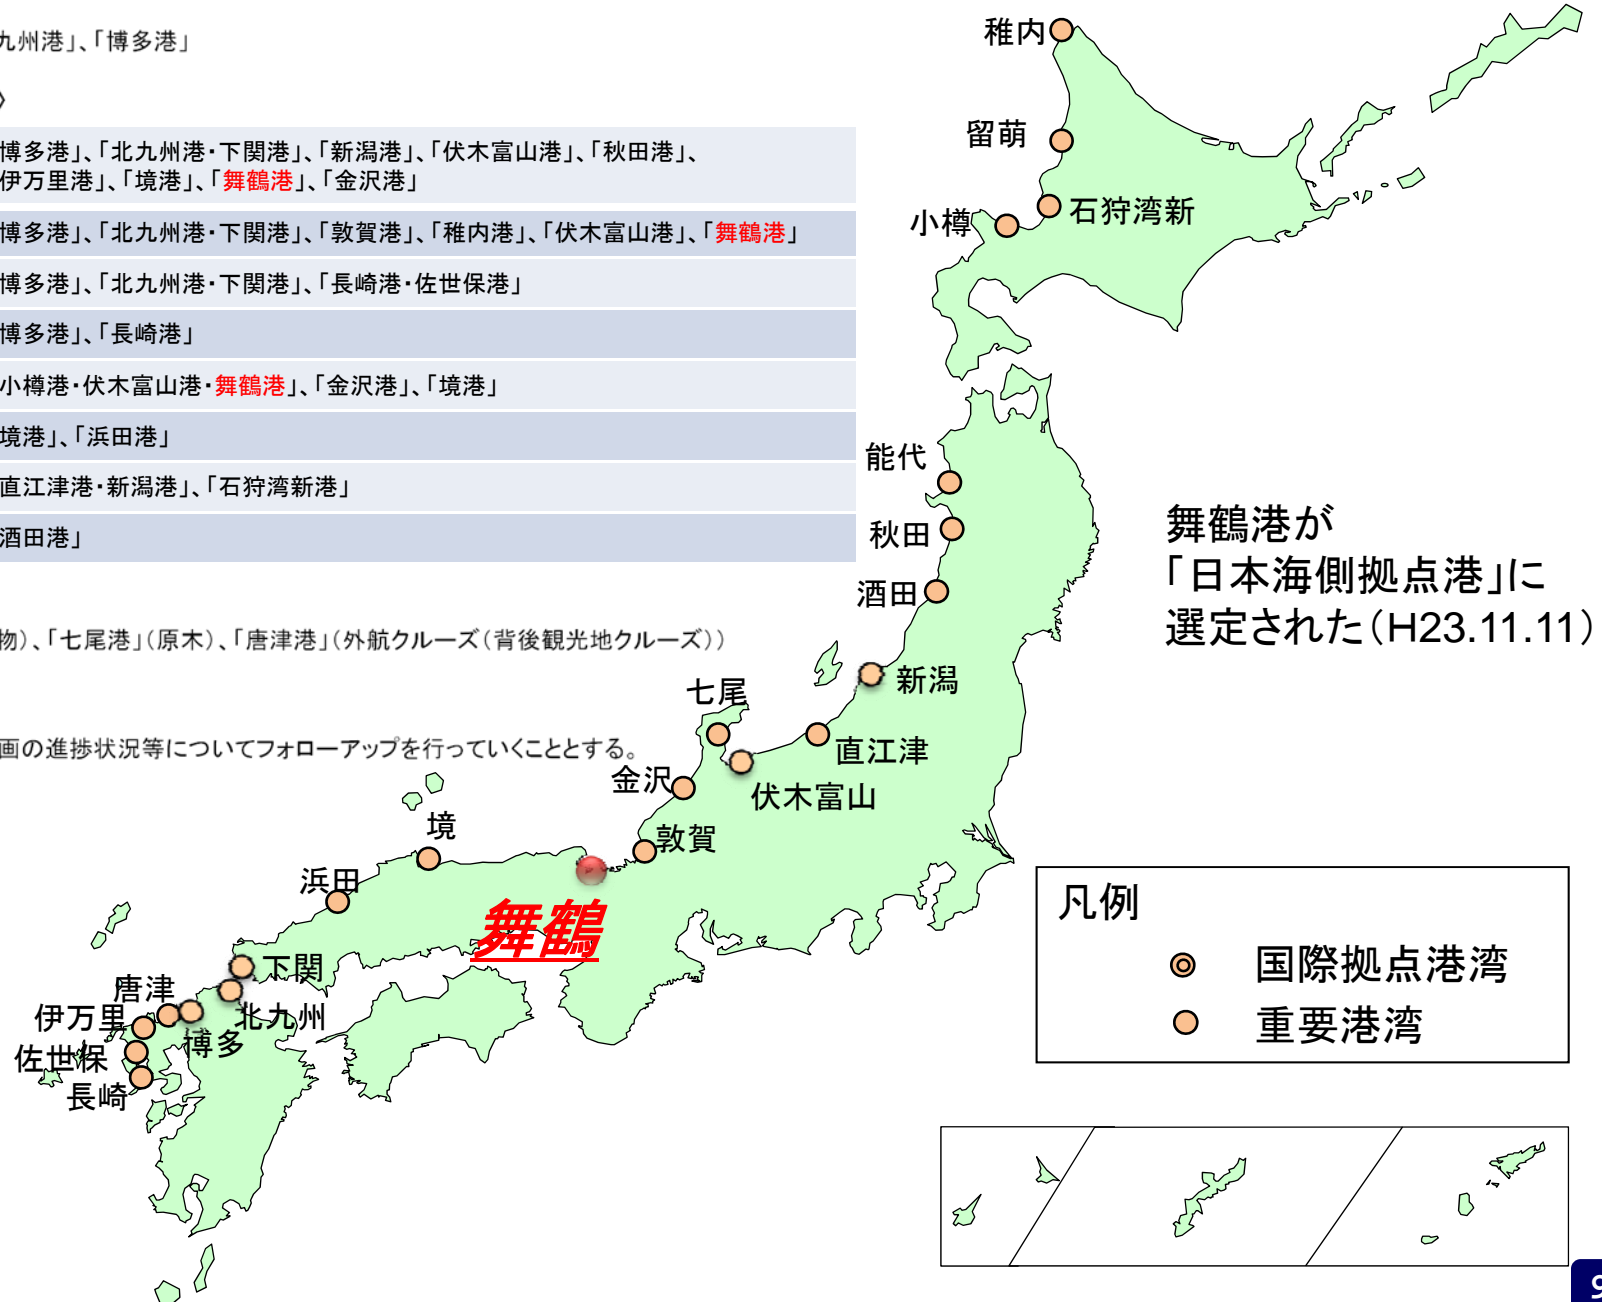 九州港」、「博多港」
〉
博多港」、「北九州港・下関港」、「新潟港」、「伏木富山港」、「秋田港」、
伊万里港」、「境港」、「舞鶴港」、「金沢港」
博多港」、「北九州港・下関港」、「敦賀港」、「稚内港」、「伏木富山港」、「舞鶴港」
博多港」、「北九州港・下関港」、「長崎港・佐世保港」
博多港」、「長崎港」
小樽港・伏木富山港・舞鶴港」、「金沢港」、「境港」
境港」、「浜田港」
直江津港・新潟港」、「石狩湾新港」
酒田港」
物）、「七尾港」（原木）、「唐津港」（外航クルーズ（背後観光地クルーズ））
画の進捗状況等についてフォローアップを行っていくこととする。
稚内
留萌
石狩湾新
小樽
能代
秋田
酒田
新潟
七尾
直江津
伏木富山
金沢
敦賀
境
浜田
舞鶴
下関
唐津
北九州
伊万里
博多
佐世保
長崎
舞鶴港が
「日本海側拠点港」に
選定された（H23.11.11）
凡例
国際拠点港湾
重要港湾
9